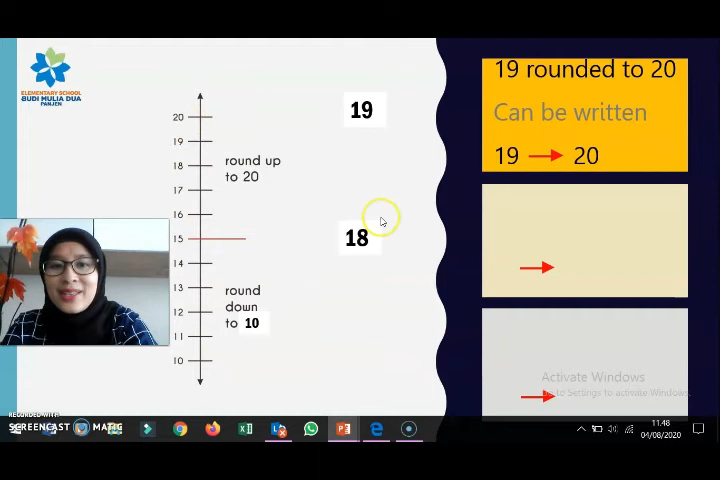 ELEMENTARY SCHOOL
BUDI MULIA DUA
PANJEN
20
19
18
17
16
15
14
13
12
11
10
round up
to 20
round
down
to 10
19
18
19 rounded to 20
Can be written
19 → 20
→
→
Activate Windows
Go to Settings to activate Windows.
RECORDED WITH
SCREENCAST MATIC
11.48
04/08/2020